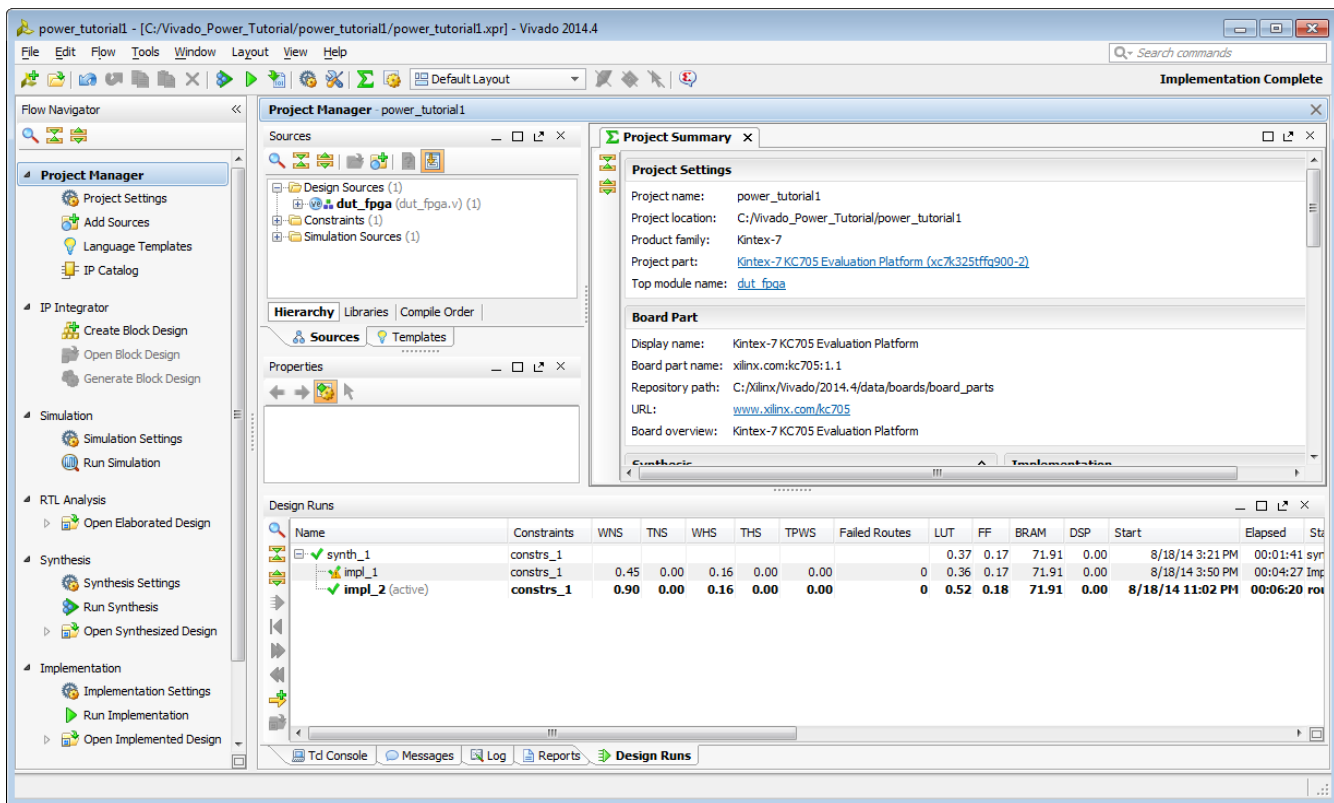 power_tutorial1 - [C:/Vivado_Power_Tutorial/power_tutorial1/power_tutorial1.xpr] - Vivado 2014.4
File Edit Flow Tools Window Layout View Help
Search commands
Default Layout
Implementation Complete
Flow Navigator
Project Manager
Project Settings
Add Sources
Language Templates
IP Catalog
IP Integrator
Create Block Design
Open Block Design
Generate Block Design
Simulation
Simulation Settings
Run Simulation
RTL Analysis
Open Elaborated Design
Synthesis
Synthesis Settings
Run Synthesis
Open Synthesized Design
Implementation
Implementation Settings
Run Implementation
Open Implemented Design
Project Manager - power_tutorial1
Sources
Design Sources (1)
dut_fpga (dut_fpga.v) (1)
Constraints (1)
Simulation Sources (1)
Hierarchy Libraries Compile Order
Sources Templates
Properties
Project Summary
Project Settings
Project name: power_tutorial1
Project location: C:/Vivado_Power_Tutorial/power_tutorial1
Product family: Kintex-7
Project part: Kintex-7 KC705 Evaluation Platform (xc7k325tffg900-2)
Top module name: dut_fpga
Board Part
Display name: Kintex-7 KC705 Evaluation Platform
Board part name: xilinx.com:kc705:1.1
Repository path: C:/Xilinx/Vivado/2014.4/data/boards/board_parts
URL: www.xilinx.com/kc705
Board overview: Kintex-7 KC705 Evaluation Platform
Synthesis Implementation
Design Runs
Name Constraints WNS TNS WHS THS TPWS Failed Routes LUT FF BRAM DSP Start Elapsed Sta
synth_1 constrs_1 0.37 0.17 71.91 0.00 8/18/14 3:21 PM 00:01:41 syn
impl_1 constrs_1 0.45 0.00 0.16 0.00 0.00 0 0.36 0.17 71.91 0.00 8/18/14 3:50 PM 00:04:27 Imp
impl_2 (active) constrs_1 0.90 0.00 0.16 0.00 0.00 0 0.52 0.18 71.91 0.00 8/18/14 11:02 PM 00:06:20 rou
Tcl Console Messages Log Reports Design Runs